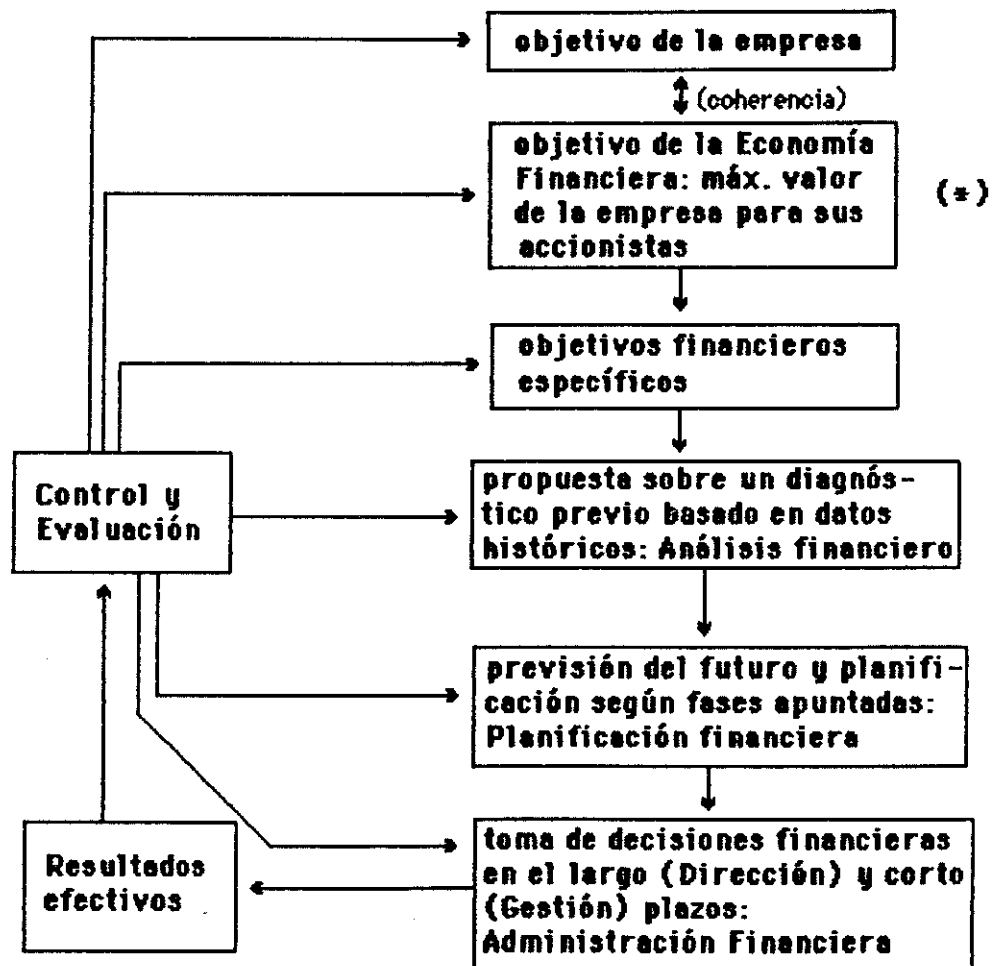 objetivo de la empresa
(coherencia)
objetivo de la Economía
Financiera: máx. valor
de la empresa para sus
accionistas
(*)
objetivos financieros
específicos
Control y
Evaluación
propuesta sobre un diagnós-
tico previo basado en datos
históricos: Análisis financiero
previsión del futuro y planifi-
cación según fases apuntadas:
Planificación financiera
Resultados
efectivos
toma de decisiones financieras
en el largo (Dirección) y corto
(Gestión) plazos:
Administración Financiera